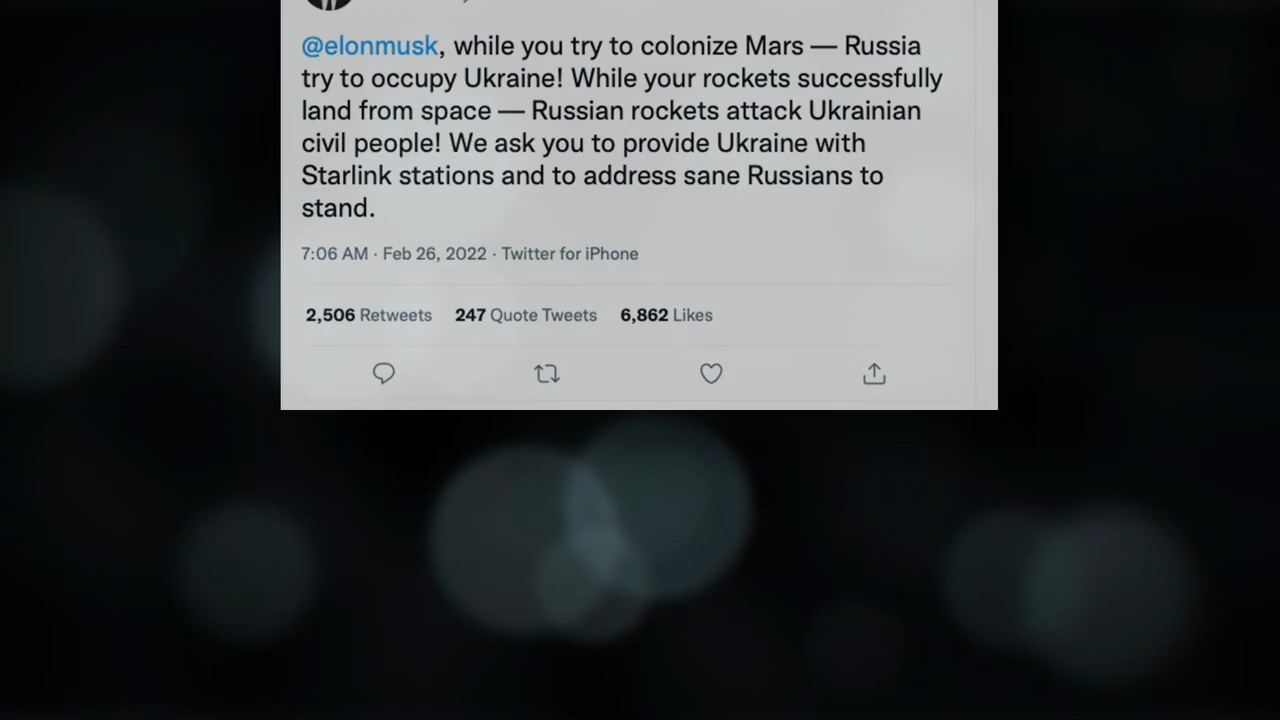 @elonmusk, while you try to colonize Mars — Russia
try to occupy Ukraine! While your rockets successfully
land from space — Russian rockets attack Ukrainian
civil people! We ask you to provide Ukraine with
Starlink stations and to address sane Russians to
stand.
7:06 AM · Feb 26, 2022 · Twitter for iPhone
2,506 Retweets 247 Quote Tweets 6,862 Likes